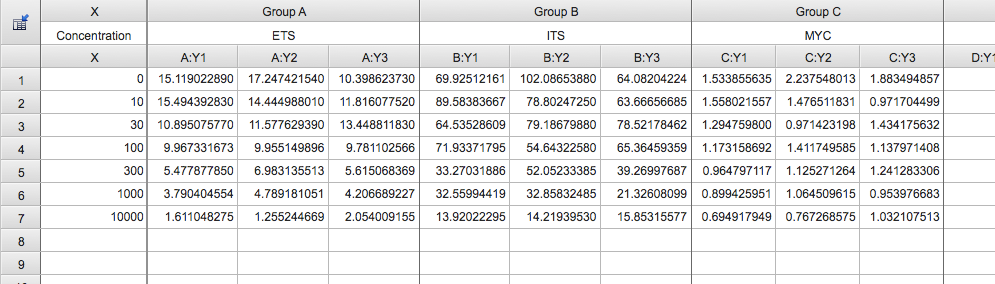 X Group A Group B Group C
Concentration ETS ITS MYC
X A:Y1 A:Y2 A:Y3 B:Y1 B:Y2 B:Y3 C:Y1 C:Y2 C:Y3 D:Y1
1 0 15.119022890 17.247421540 10.398623730 69.92512161 102.08653880 64.08204224 1.533855635 2.237548013 1.883494857
2 10 15.494392830 14.444988010 11.816077520 89.58383667 78.80247250 63.66656685 1.558021557 1.476511831 0.971704499
3 30 10.895075770 11.577629390 13.448811830 64.53528609 79.18679880 78.52178462 1.294759800 0.971423198 1.434175632
4 100 9.967331673 9.955149896 9.781102566 71.93371795 54.64322580 65.36459359 1.173158692 1.411749585 1.137971408
5 300 5.477877850 6.983135513 5.615068369 33.27031886 52.05233385 39.26997687 0.964797117 1.125271264 1.241283306
6 1000 3.790404554 4.789181051 4.206689227 32.55994419 32.85832485 21.32608099 0.899425951 1.064509615 0.953976683
7 10000 1.611048275 1.255244669 2.054009155 13.92022295 14.21939530 15.85315577 0.694917949 0.767268575 1.032107513
8
9